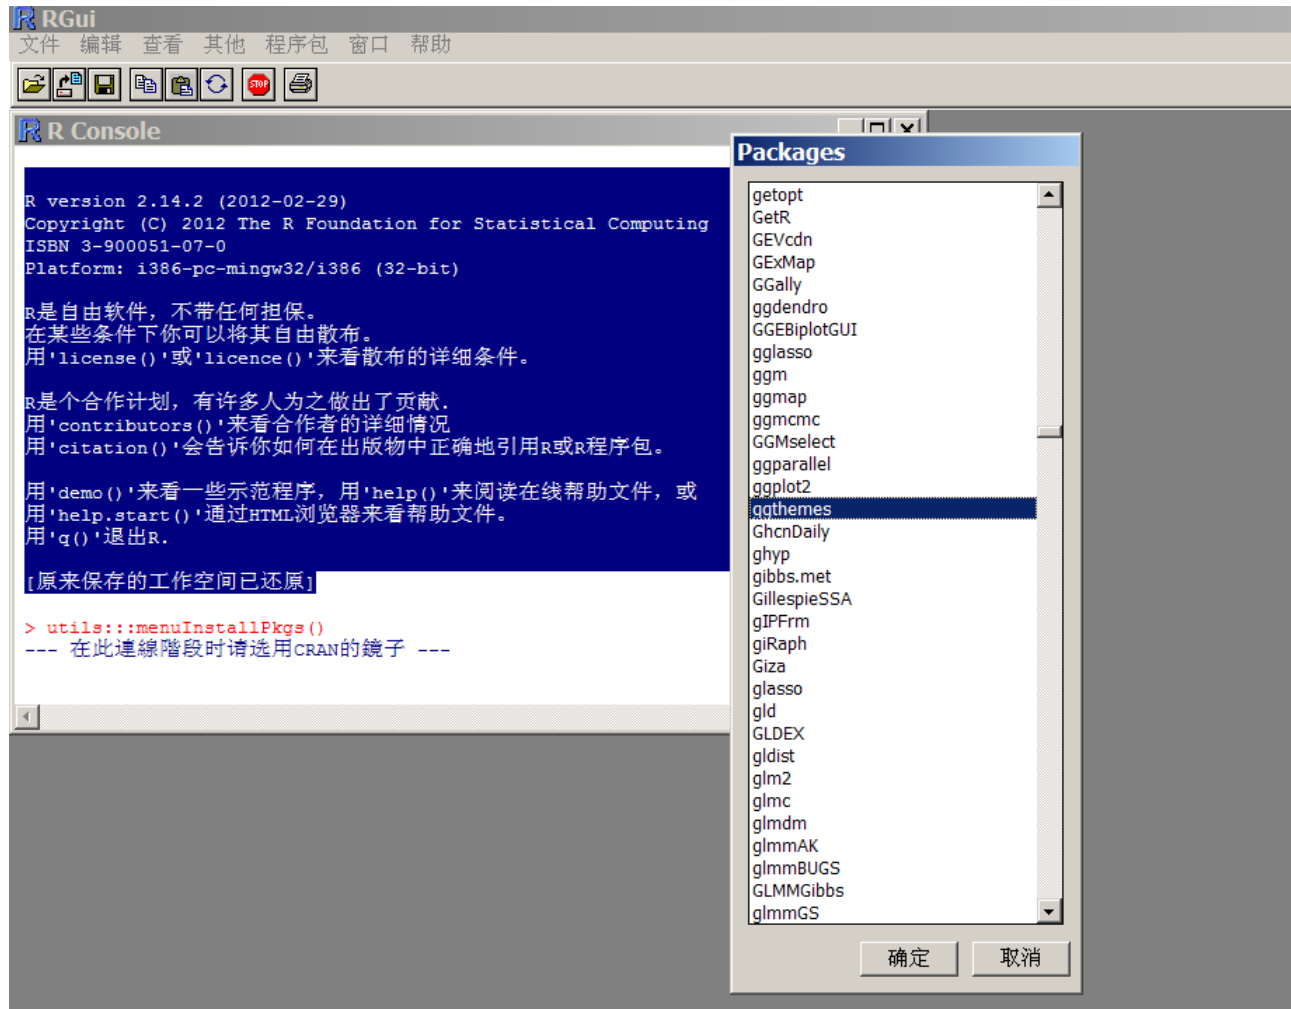 RGui
文件 编辑 查看 其他 程序包 窗口 帮助
STOP
R Console
R version 2.14.2 (2012-02-29)
Copyright (C) 2012 The R Foundation for Statistical Computing
ISBN 3-900051-07-0
Platform: i386-pc-mingw32/i386 (32-bit)
R是自由软件，不带任何担保。
在某些条件下你可以将其自由散布。
用'license()'或'licence()'来看散布的详细条件。
R是个合作计划，有许多人为之做出了贡献.
用'contributors()'来看合作者的详细情况
用'citation()'会告诉你如何在出版物中正确地引用R或R程序包。
用'demo()'来看一些示范程序，用'help()'来阅读在线帮助文件，或
用'help.start()'通过HTML浏览器来看帮助文件。
用'q()'退出R.
[原来保存的工作空间已还原]
> utils:::menuInstallPkgs()
--- 在此連線階段时请选用CRAN的鏡子 ---
Packages
getopt
GetR
GEVcdn
GExMap
GGally
ggdendro
GGEBiplotGUI
gglasso
ggm
ggmap
ggmcmc
GGMselect
ggparallel
ggplot2
ggthemes
GhcnDaily
ghyp
gibbs.met
GillespieSSA
gIPFrm
giRaph
Giza
glasso
gld
GLDEX
gldist
glm2
glmc
glmdm
glmmAK
glmmBUGS
GLMMGibbs
glmmGS
确定 取消